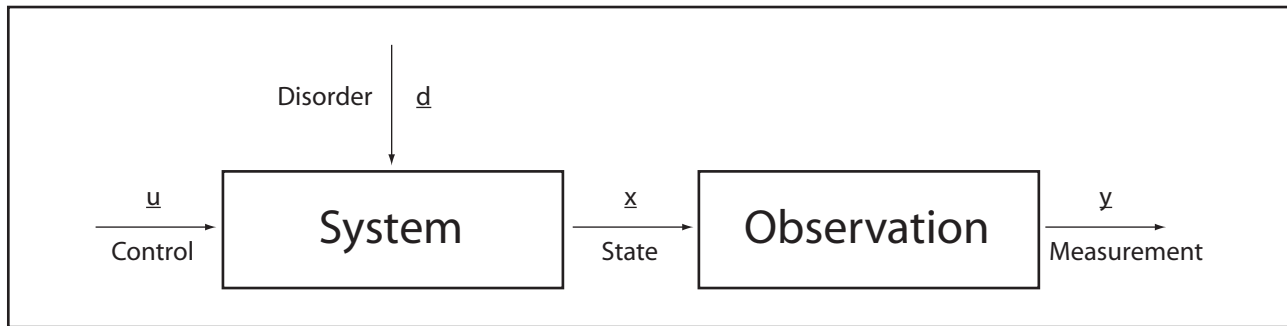 Disorder d
u
Control
System
x
State
Observation
y
Measurement